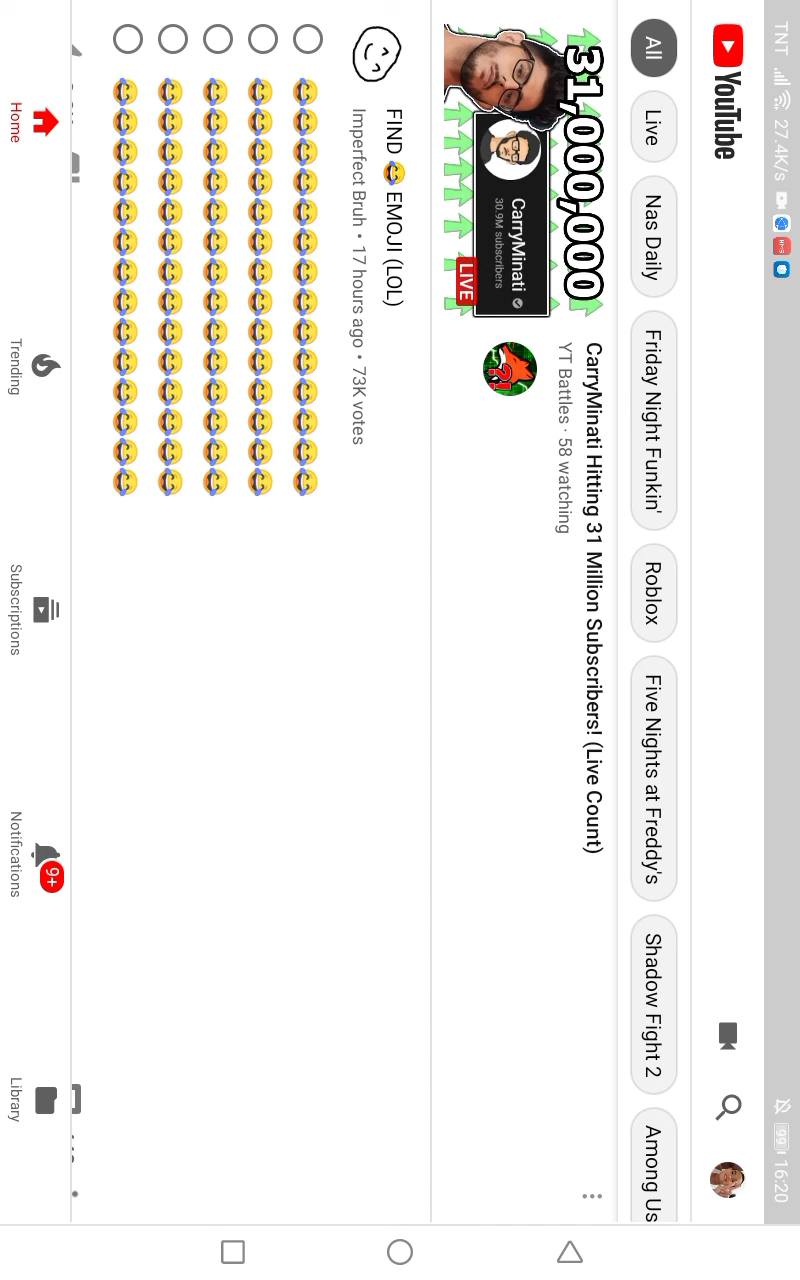 TNT 27.4K/s 99 16:20
YouTube
All Live Nas Daily Friday Night Funkin' Roblox Five Nights at Freddy's Shadow Fight 2 Among Us
31,000,000
CarryMinati
30.9M subscribers
LIVE
CarryMinati Hitting 31 Million Subscribers! (Live Count)
YT Battles · 58 watching
FIND 😂 EMOJI (LOL)
Imperfect Bruh • 17 hours ago • 73K votes
😂😂😂😂😂😂😂😂😂😂😂😂😂😂
😂😂😂😂😂😂😂😂😂😂😂😂😂😂
😂😂😂😂😂😂😂😂😂😂😂😂😂😂
😂😂😂😂😂😂😂😂😂😂😂😂😂😂
😂😂😂😂😂😂😂😂😂😂😂😂😂😂
9+
Home Trending Subscriptions Notifications Library